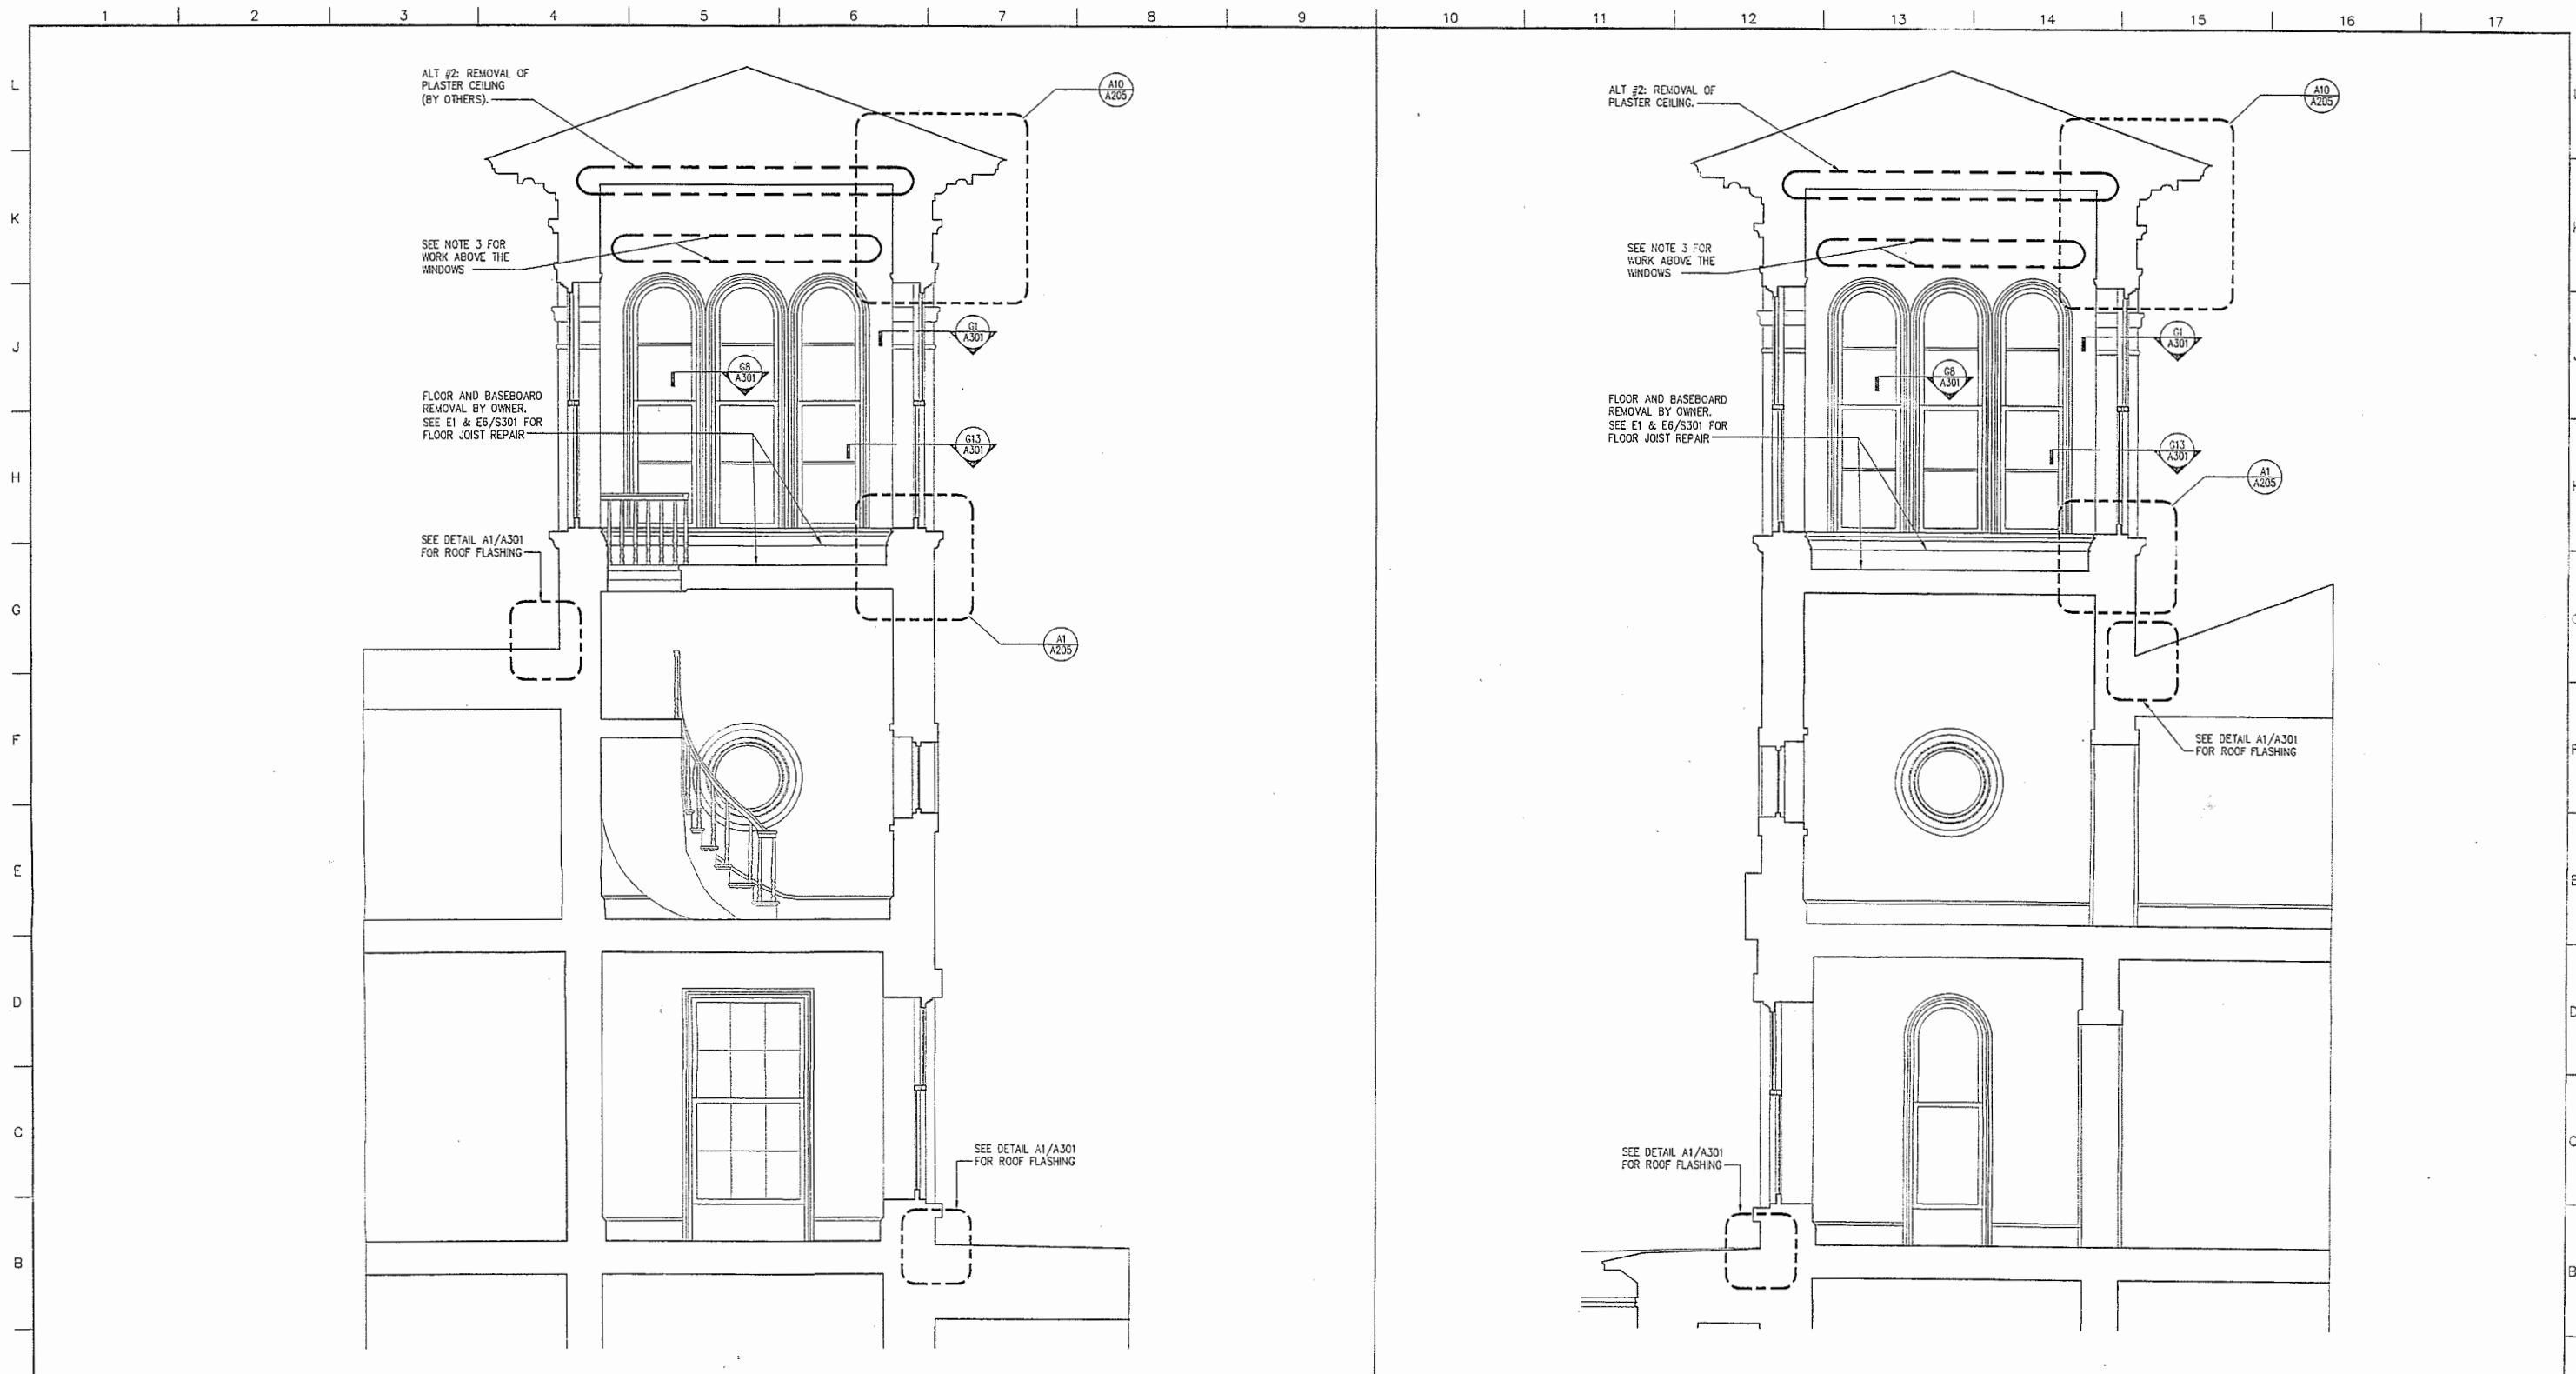 1 2 3 4 5 6 7 8 9 10 11 12 13 14 15 16 17
L
K
J
H
G
F
E
D
C
B
ALT #2: REMOVAL OF
PLASTER CEILING
(BY OTHERS).
A10
A205
SEE NOTE 3 FOR
WORK ABOVE THE
WINDOWS
G1
A301
G8
A301
FLOOR AND BASEBOARD
REMOVAL BY OWNER.
SEE E1 & E6/S301 FOR
FLOOR JOIST REPAIR
G13
A301
SEE DETAIL A1/A301
FOR ROOF FLASHING
A1
A205
SEE DETAIL A1/A301
FOR ROOF FLASHING
ALT #2: REMOVAL OF
PLASTER CEILING.
A10
A205
SEE NOTE 3 FOR
WORK ABOVE THE
WINDOWS
G1
A301
G8
A301
FLOOR AND BASEBOARD
REMOVAL BY OWNER.
SEE E1 & E6/S301 FOR
FLOOR JOIST REPAIR
G13
A301
A1
A205
SEE DETAIL A1/A301
FOR ROOF FLASHING
SEE DETAIL A1/A301
FOR ROOF FLASHING